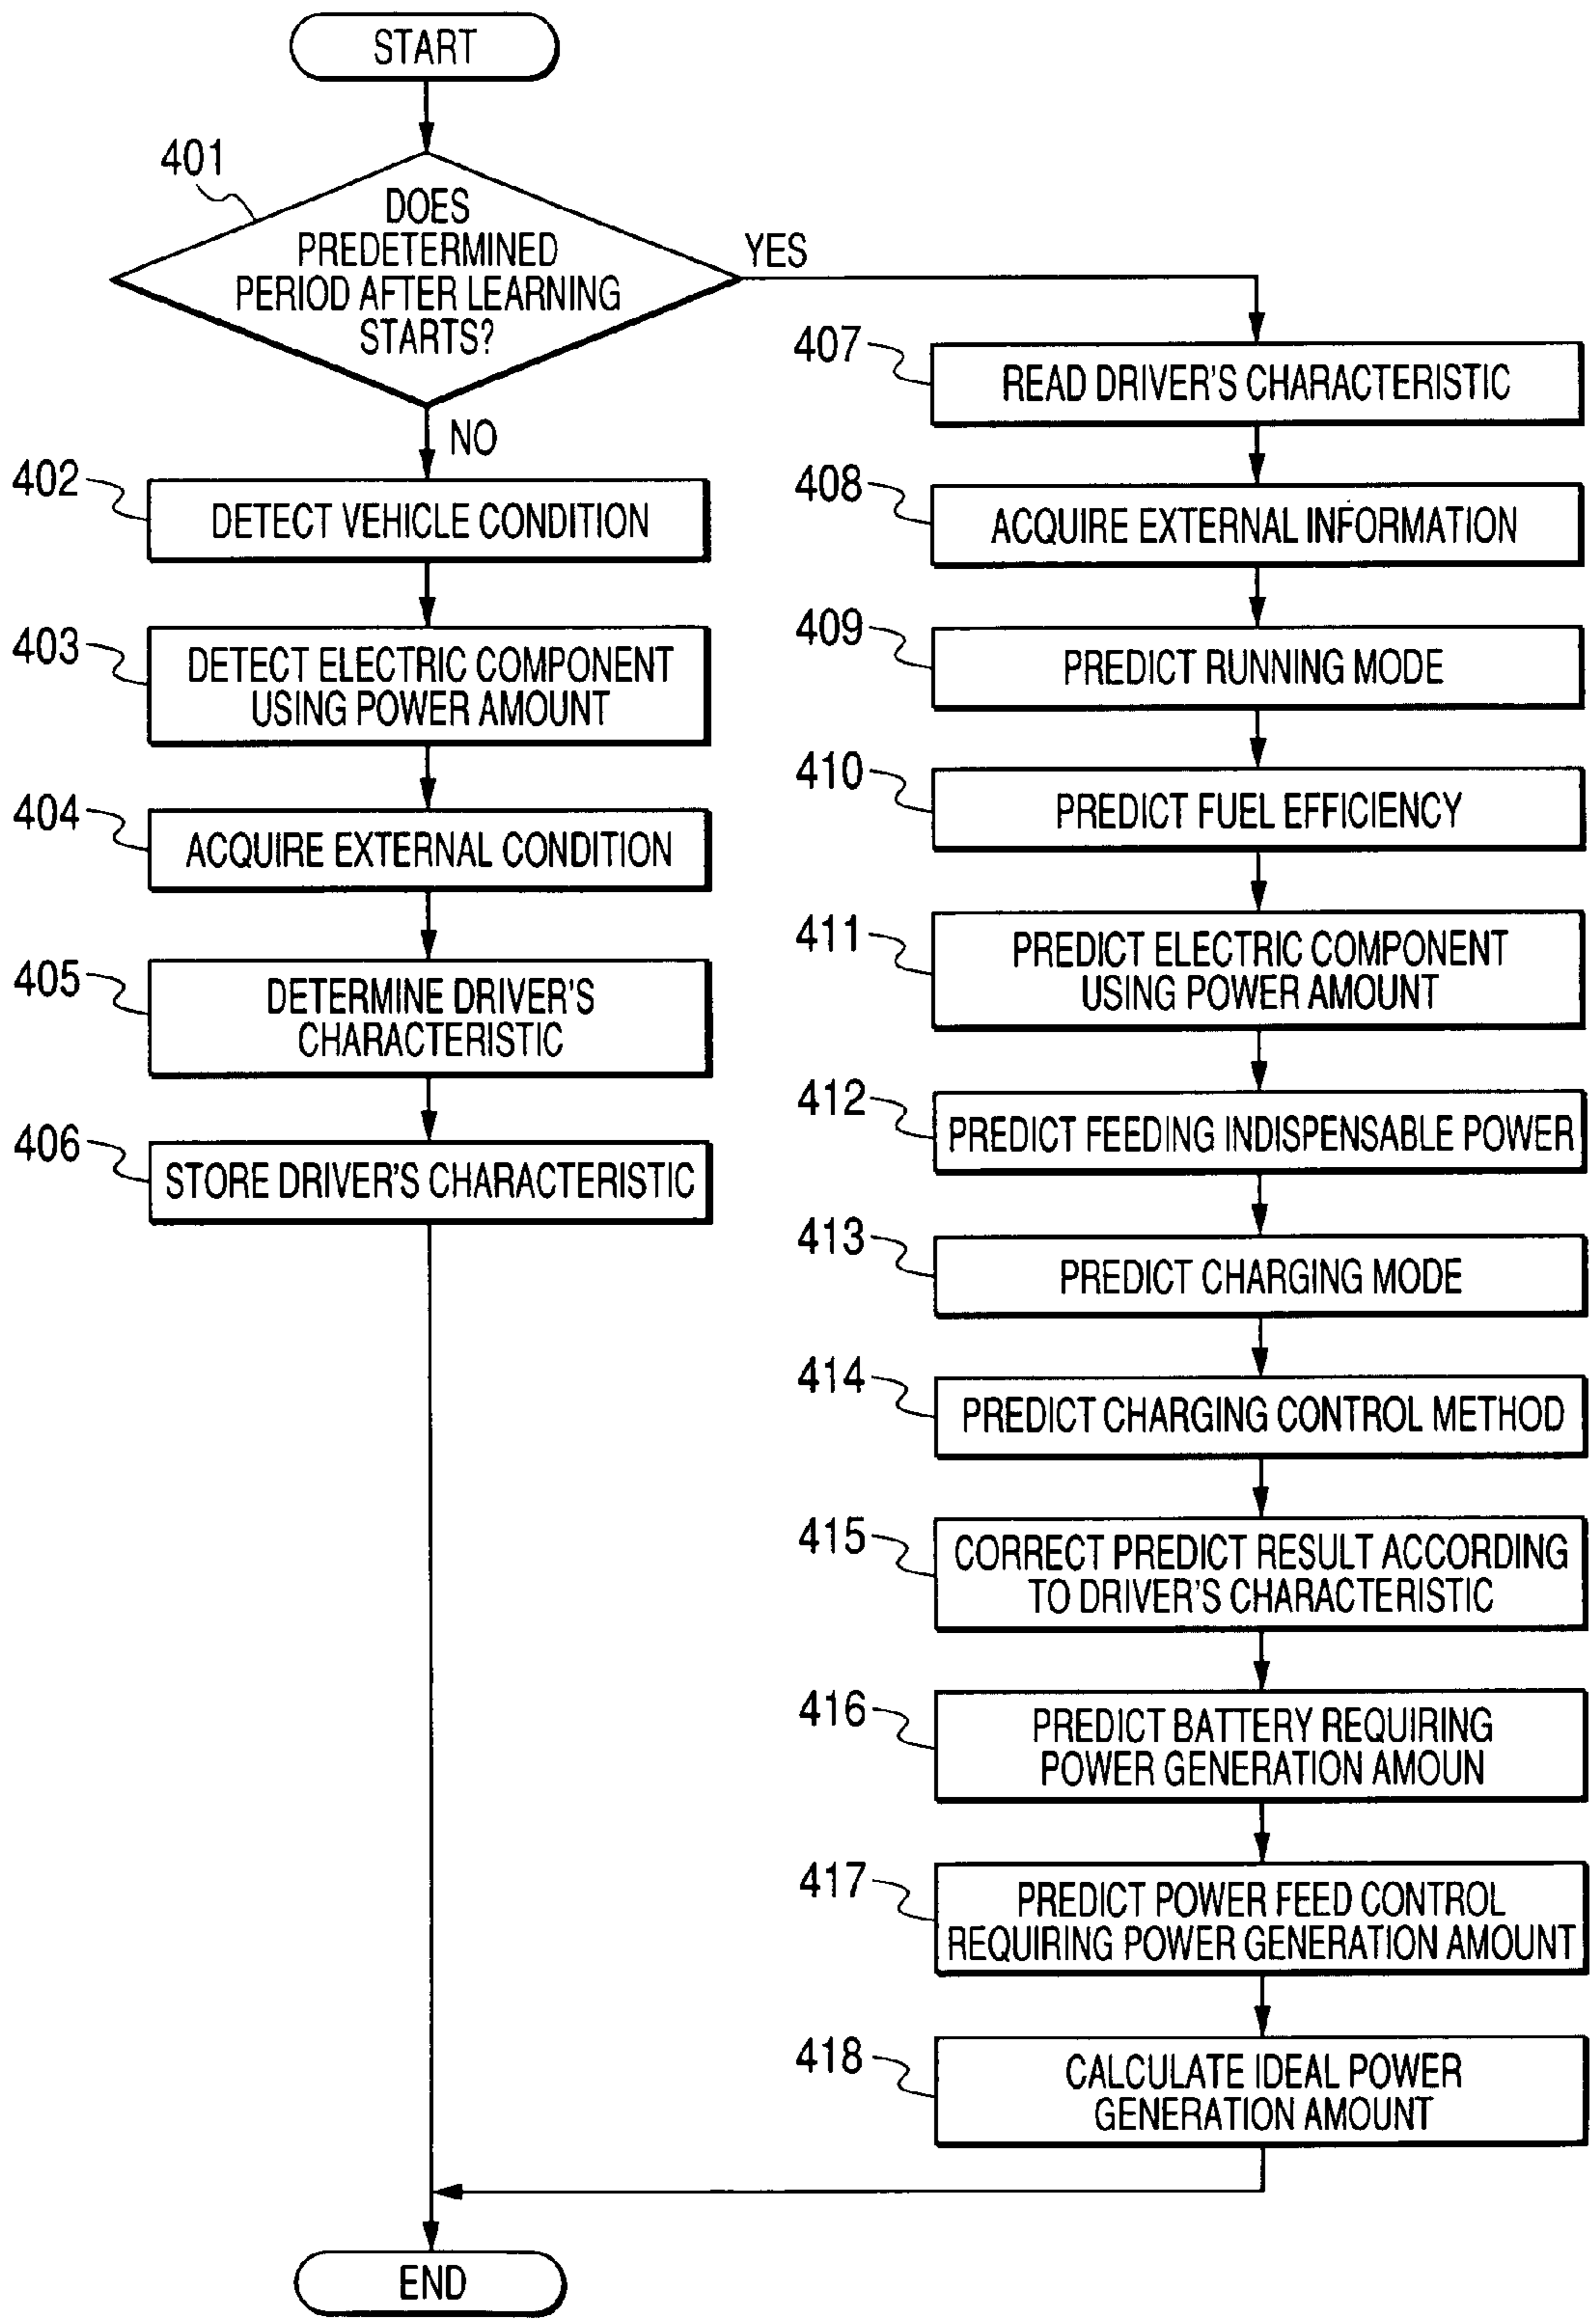 START
401
DOES
PREDETERMINED
PERIOD AFTER LEARNING
STARTS?
YES
NO
402
DETECT VEHICLE CONDITION
403
DETECT ELECTRIC COMPONENT
USING POWER AMOUNT
404
ACQUIRE EXTERNAL CONDITION
405
DETERMINE DRIVER'S
CHARACTERISTIC
406
STORE DRIVER'S CHARACTERISTIC
407
READ DRIVER'S CHARACTERISTIC
408
ACQUIRE EXTERNAL INFORMATION
409
PREDICT RUNNING MODE
410
PREDICT FUEL EFFICIENCY
411
PREDICT ELECTRIC COMPONENT
USING POWER AMOUNT
412
PREDICT FEEDING INDISPENSABLE POWER
413
PREDICT CHARGING MODE
414
PREDICT CHARGING CONTROL METHOD
415
CORRECT PREDICT RESULT ACCORDING
TO DRIVER'S CHARACTERISTIC
416
PREDICT BATTERY REQUIRING
POWER GENERATION AMOUN
417
PREDICT POWER FEED CONTROL
REQUIRING POWER GENERATION AMOUNT
418
CALCULATE IDEAL POWER
GENERATION AMOUNT
END